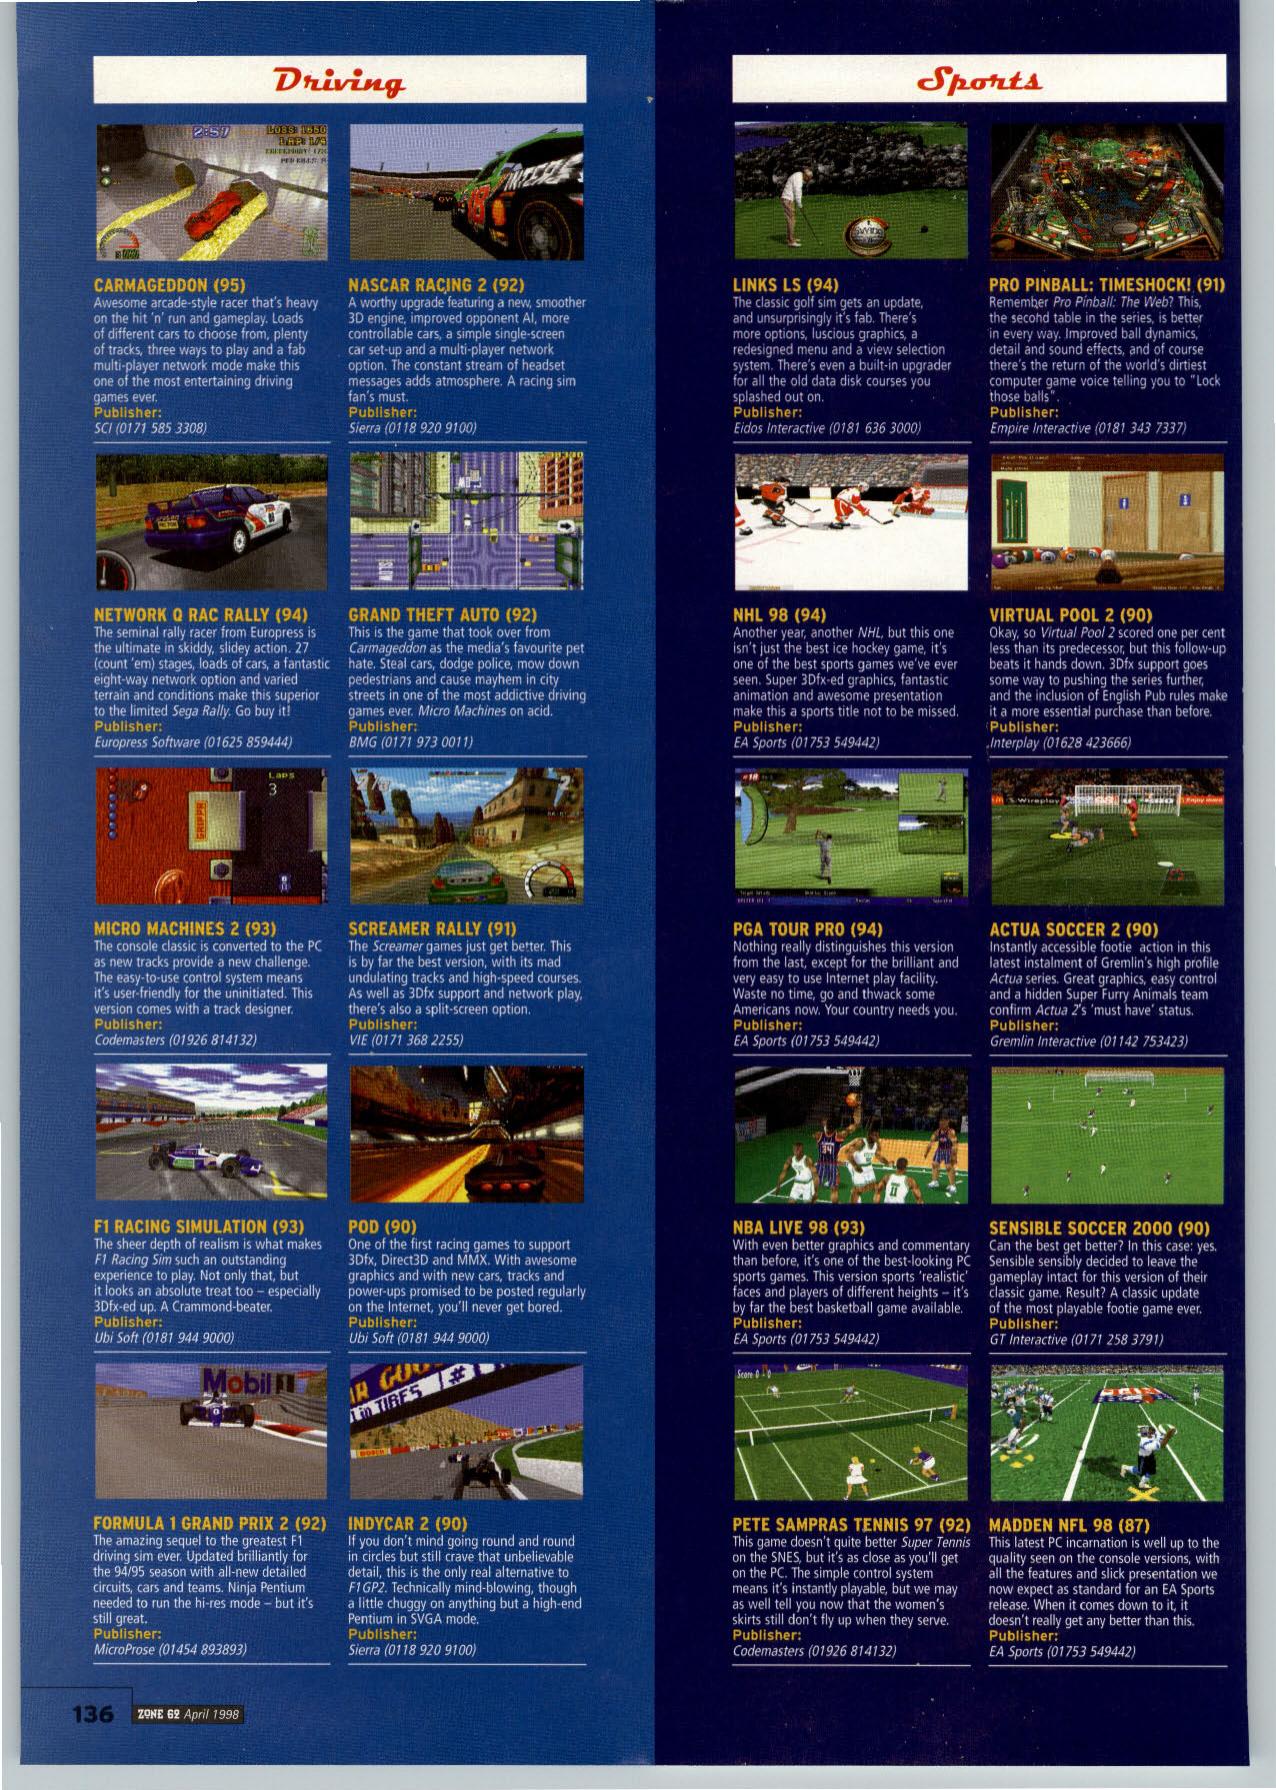 Driving
CARMAGEDDON (95)
Awesome arcade-style racer that's heavy
on the hit 'n' run and gameplay. Loads
of different cars to choose from, plenty
of tracks, three ways to play and a fab
multi-player network mode make this
one of the most entertaining driving
games ever.
Publisher:
SCI (0171 585 3308)
NASCAR RACING 2 (92)
A worthy upgrade featuring a new, smoother
3D engine, improved opponent AI, more
controllable cars, a simple single-screen
car set-up and a multi-player network
option. The constant stream of headset
messages adds atmosphere. A racing sim
fan's must.
Publisher:
Sierra (0118 920 9100)
NETWORK Q RAC RALLY (94)
The seminal rally racer from Europress is
the ultimate in skiddy, slidey action. 27
(count 'em) stages, loads of cars, a fantastic
eight-way network option and varied
terrain and conditions make this superior
to the limited Sega Rally. Go buy it!
Publisher:
Europress Software (01625 859444)
GRAND THEFT AUTO (92)
This is the game that took over from
Carmageddon as the media's favourite pet
hate. Steal cars, dodge police, mow down
pedestrians and cause mayhem in city
streets in one of the most addictive driving
games ever. Micro Machines on acid.
Publisher:
BMG (0171 973 0011)
Laps
3
MICRO MACHINES 2 (93)
The console classic is converted to the PC
as new tracks provide a new challenge.
The easy-to-use control system means
it's user-friendly for the uninitiated. This
version comes with a track designer.
Publisher:
Codemasters (01926 814132)
SCREAMER RALLY (91)
The Screamer games just get better. This
is by far the best version, with its mad
undulating tracks and high-speed courses.
As well as 3Dfx support and network play,
there's also a split-screen option.
Publisher:
VIE (0171 368 2255)
F1 RACING SIMULATION (93)
The sheer depth of realism is what makes
F1 Racing Sim such an outstanding
experience to play. Not only that, but
it looks an absolute treat too – especially
3Dfx-ed up. A Crammond-beater.
Publisher:
Ubi Soft (0181 944 9000)
POD (90)
One of the first racing games to support
3Dfx, Direct3D and MMX. With awesome
graphics and with new cars, tracks and
power-ups promised to be posted regularly
on the Internet, you'll never get bored.
Publisher:
Ubi Soft (0181 944 9000)
Mobil
FORMULA 1 GRAND PRIX 2 (92)
The amazing sequel to the greatest F1
driving sim ever. Updated brilliantly for
the 94/95 season with all-new detailed
circuits, cars and teams. Ninja Pentium
needed to run the hi-res mode – but it's
still great.
Publisher:
MicroProse (01454 893893)
INDYCAR 2 (90)
If you don't mind going round and round
in circles but still crave that unbelievable
detail, this is the only real alternative to
F1GP2. Technically mind-blowing, though
a little chuggy on anything but a high-end
Pentium in SVGA mode.
Publisher:
Sierra (0118 920 9100)
Sports
LINKS LS (94)
The classic golf sim gets an update,
and unsurprisingly it's fab. There's
more options, luscious graphics, a
redesigned menu and a view selection
system. There's even a built-in upgrader
for all the old data disk courses you
splashed out on.
Publisher:
Eidos Interactive (0181 636 3000)
PRO PINBALL: TIMESHOCK! (91)
Remember Pro Pinball: The Web? This,
the second table in the series, is better
in every way. Improved ball dynamics,
detail and sound effects, and of course
there's the return of the world's dirtiest
computer game voice telling you to "Lock
those balls".
Publisher:
Empire Interactive (0181 343 7337)
NHL 98 (94)
Another year, another NHL, but this one
isn't just the best ice hockey game, it's
one of the best sports games we've ever
seen. Super 3Dfx-ed graphics, fantastic
animation and awesome presentation
make this a sports title not to be missed.
Publisher:
EA Sports (01753 549442)
VIRTUAL POOL 2 (90)
Okay, so Virtual Pool 2 scored one per cent
less than its predecessor, but this follow-up
beats it hands down. 3Dfx support goes
some way to pushing the series further,
and the inclusion of English Pub rules make
it a more essential purchase than before.
Publisher:
Interplay (01628 423666)
PGA TOUR PRO (94)
Nothing really distinguishes this version
from the last, except for the brilliant and
very easy to use Internet play facility.
Waste no time, go and thwack some
Americans now. Your country needs you.
Publisher:
EA Sports (01753 549442)
ACTUA SOCCER 2 (90)
Instantly accessible footie action in this
latest instalment of Gremlin's high profile
Actua series. Great graphics, easy control
and a hidden Super Furry Animals team
confirm Actua 2's 'must have' status.
Publisher:
Gremlin Interactive (01142 753423)
NBA LIVE 98 (93)
With even better graphics and commentary
than before, it's one of the best-looking PC
sports games. This version sports 'realistic'
faces and players of different heights – it's
by far the best basketball game available.
Publisher:
EA Sports (01753 549442)
SENSIBLE SOCCER 2000 (90)
Can the best get better? In this case: yes.
Sensible sensibly decided to leave the
gameplay intact for this version of their
classic game. Result? A classic update
of the most playable footie game ever.
Publisher:
GT Interactive (0171 258 3791)
Score 0 - 0
PETE SAMPRAS TENNIS 97 (92)
This game doesn't quite better Super Tennis
on the SNES, but it's as close as you'll get
on the PC. The simple control system
means it's instantly playable, but we may
as well tell you now that the women's
skirts still don't fly up when they serve.
Publisher:
Codemasters (01926 814132)
MADDEN NFL 98 (87)
This latest PC incarnation is well up to the
quality seen on the console versions, with
all the features and slick presentation we
now expect as standard for an EA Sports
release. When it comes down to it, it
doesn't really get any better than this.
Publisher:
EA Sports (01753 549442)
136 ZONE 62 April 1998